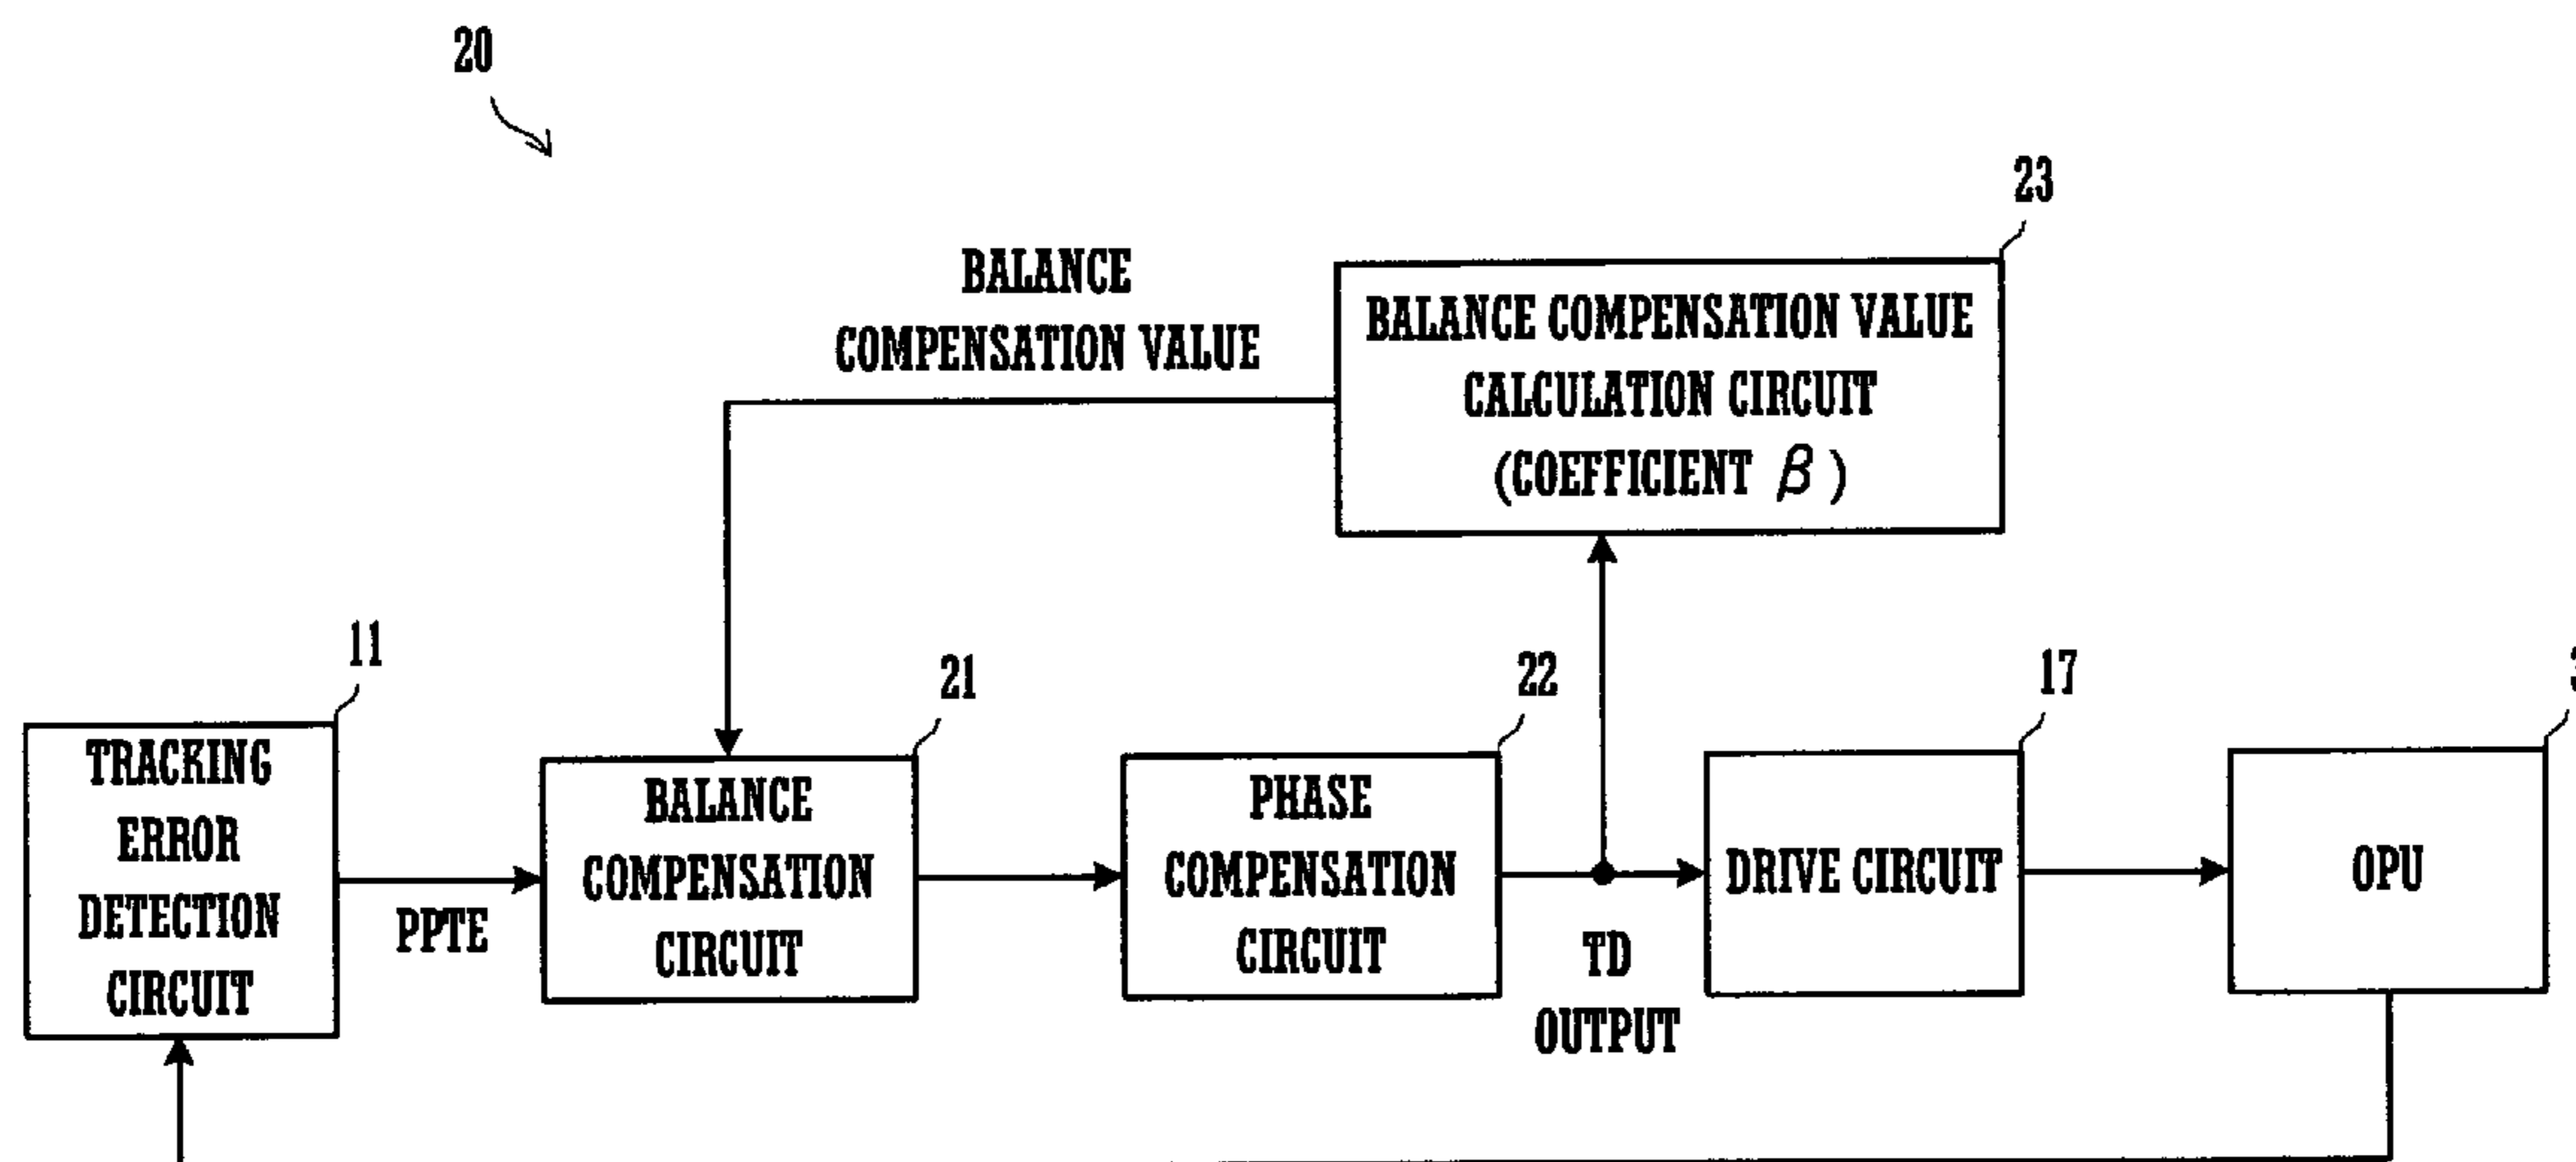 20
23
BALANCE
COMPENSATION VALUE
BALANCE COMPENSATION VALUE
CALCULATION CIRCUIT
(COEFFICIENT β)
11
21
22
17
TRACKING
ERROR
DETECTION
CIRCUIT
PPTE
BALANCE
COMPENSATION
CIRCUIT
PHASE
COMPENSATION
CIRCUIT
TD
OUTPUT
DRIVE CIRCUIT
OPU